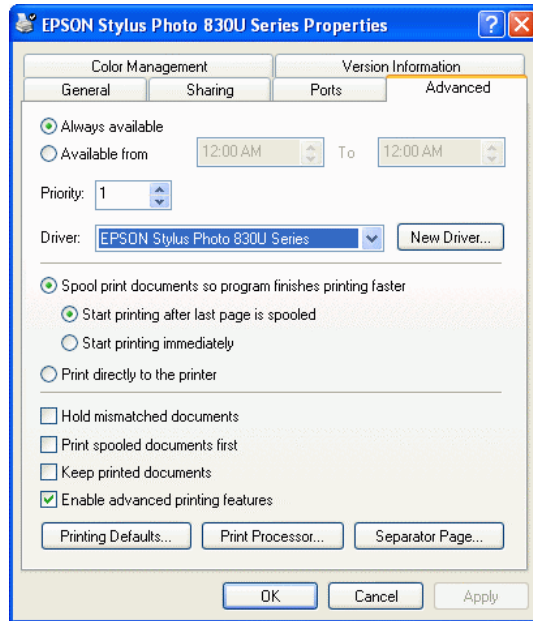 EPSON Stylus Photo 830U Series Properties
Color Management Version Information
General Sharing Ports Advanced
Always available
Available from 12:00 AM To 12:00 AM
Priority: 1
Driver: EPSON Stylus Photo 830U Series New Driver...
Spool print documents so program finishes printing faster
Start printing after last page is spooled
Start printing immediately
Print directly to the printer
Hold mismatched documents
Print spooled documents first
Keep printed documents
Enable advanced printing features
Printing Defaults... Print Processor... Separator Page...
OK Cancel Apply